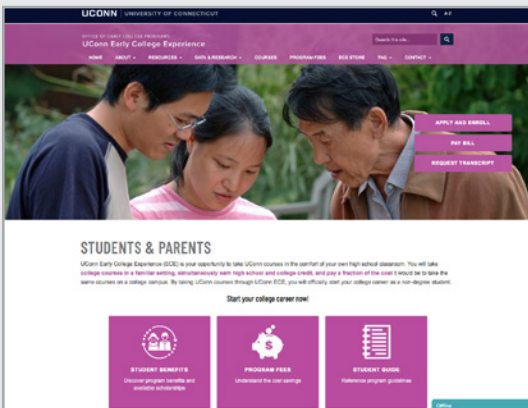 UCONN | UNIVERSITY OF CONNECTICUT
A-Z
OFFICE OF EARLY COLLEGE PROGRAMS
UConn Early College Experience
Search this site...
HOME ABOUT RESOURCES DATA & RESEARCH COURSES PROGRAM FEES ECE STORE FAQ CONTACT
APPLY AND ENROLL
PAY BILL
REQUEST TRANSCRIPT
STUDENTS & PARENTS
UConn Early College Experience (ECE) is your opportunity to take UConn courses in the comfort of your own high school classroom. You will take
college courses in a familiar setting, simultaneously earn high school and college credit, and pay a fraction of the cost it would be to take the
same courses on a college campus. By taking UConn courses through UConn ECE, you will officially start your college career as a non-degree student.
Start your college career now!
STUDENT BENEFITS
Discover program benefits and
available scholarships
$
PROGRAM FEES
Understand the cost savings
STUDENT GUIDE
Reference program guidelines
Offline